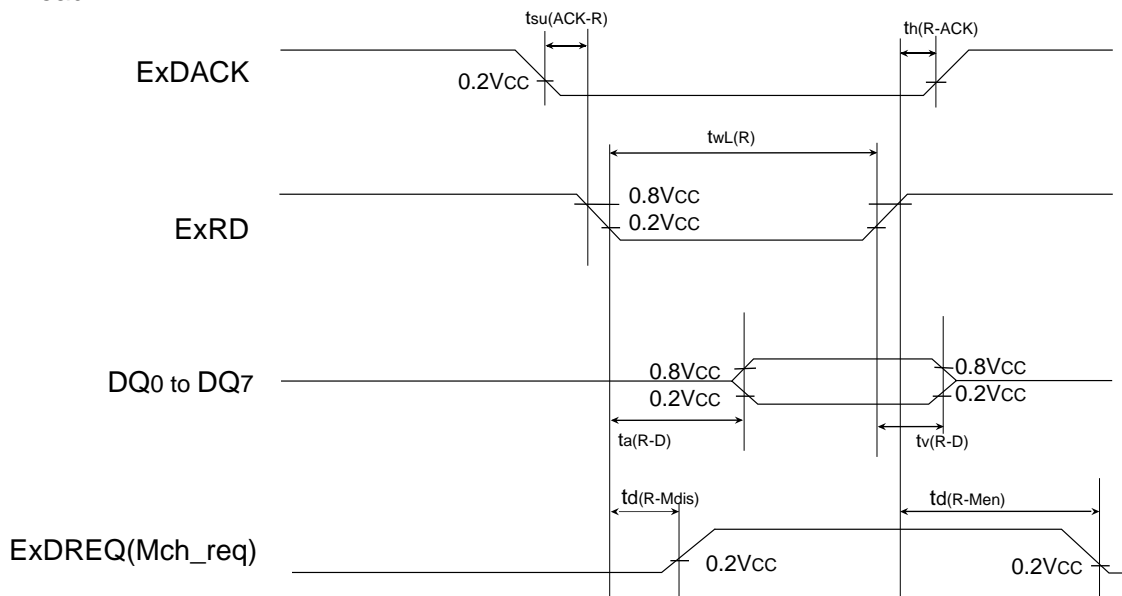 tsu(ACK-R)
th(R-ACK)
ExDACK
0.2VCC
twL(R)
0.8VCC
ExRD
0.2VCC
DQ0 to DQ7
0.8VCC
0.8VCC
0.2VCC
0.2VCC
ta(R-D)
tv(R-D)
td(R-Mdis)
td(R-Men)
ExDREQ(Mch_req)
0.2VCC
0.2VCC